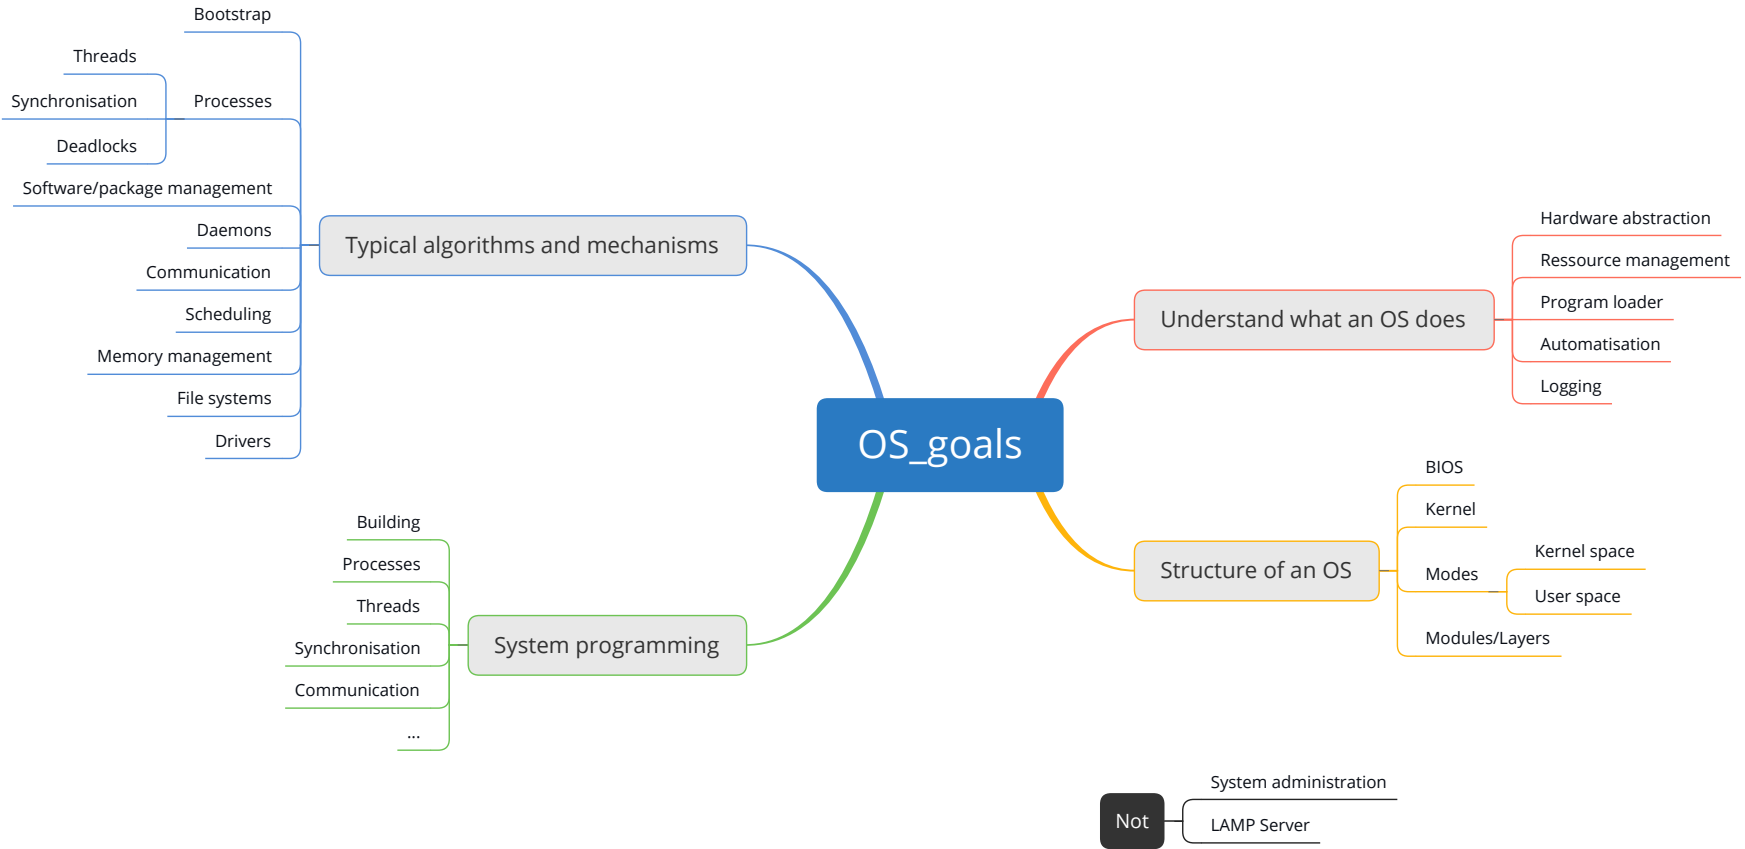 OS_goals
Understand what an OS does
Hardware abstraction
Ressource management
Program loader
Automatisation
Logging
Structure of an OS
BIOS
Kernel
Modes
Kernel space
User space
Modules/Layers
Typical algorithms and mechanisms
Bootstrap
Processes
Threads
Synchronisation
Deadlocks
Software/package management
Daemons
Communication
Scheduling
Memory management
File systems
Drivers
System programming
Building
Processes
Threads
Synchronisation
Communication
...
Not
System administration
LAMP Server